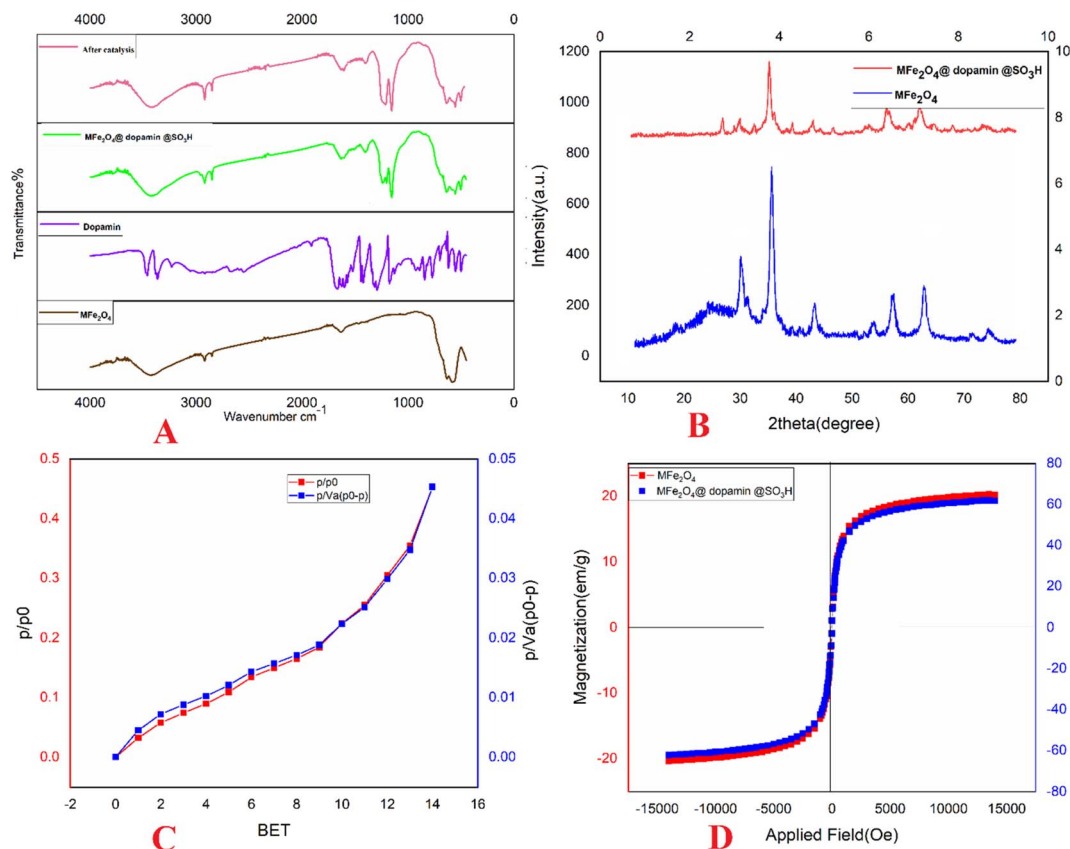 4000 3000 2000 1000 0
After catalysis
MFe₂O₄@ dopamin @SO₃H
Dopamin
MFe₂O₄
Transmittance%
4000 3000 2000 1000 0
Wavenumber cm⁻¹
A
0 2 4 6 8 10
1200
1000
800
600
400
200
0
Intensity(a.u.)
MFe₂O₄@ dopamin @SO₃H
MFe₂O₄
10
8
6
4
2
0
10 20 30 40 50 60 70 80
2theta(degree)
B
0.5
0.4
0.3
0.2
0.1
0.0
p/p0
p/p0
p/Va(p0-p)
0.05
0.04
0.03
0.02
0.01
0.00
p/Va(p0-p)
-2 0 2 4 6 8 10 12 14 16
BET
C
20
10
0
-10
-20
Magnetization(em/g)
MFe₂O₄
MFe₂O₄@ dopamin @SO₃H
80
60
40
20
0
-20
-40
-60
-80
-15000 -10000 -5000 0 5000 10000 15000
Applied Field(Oe)
D